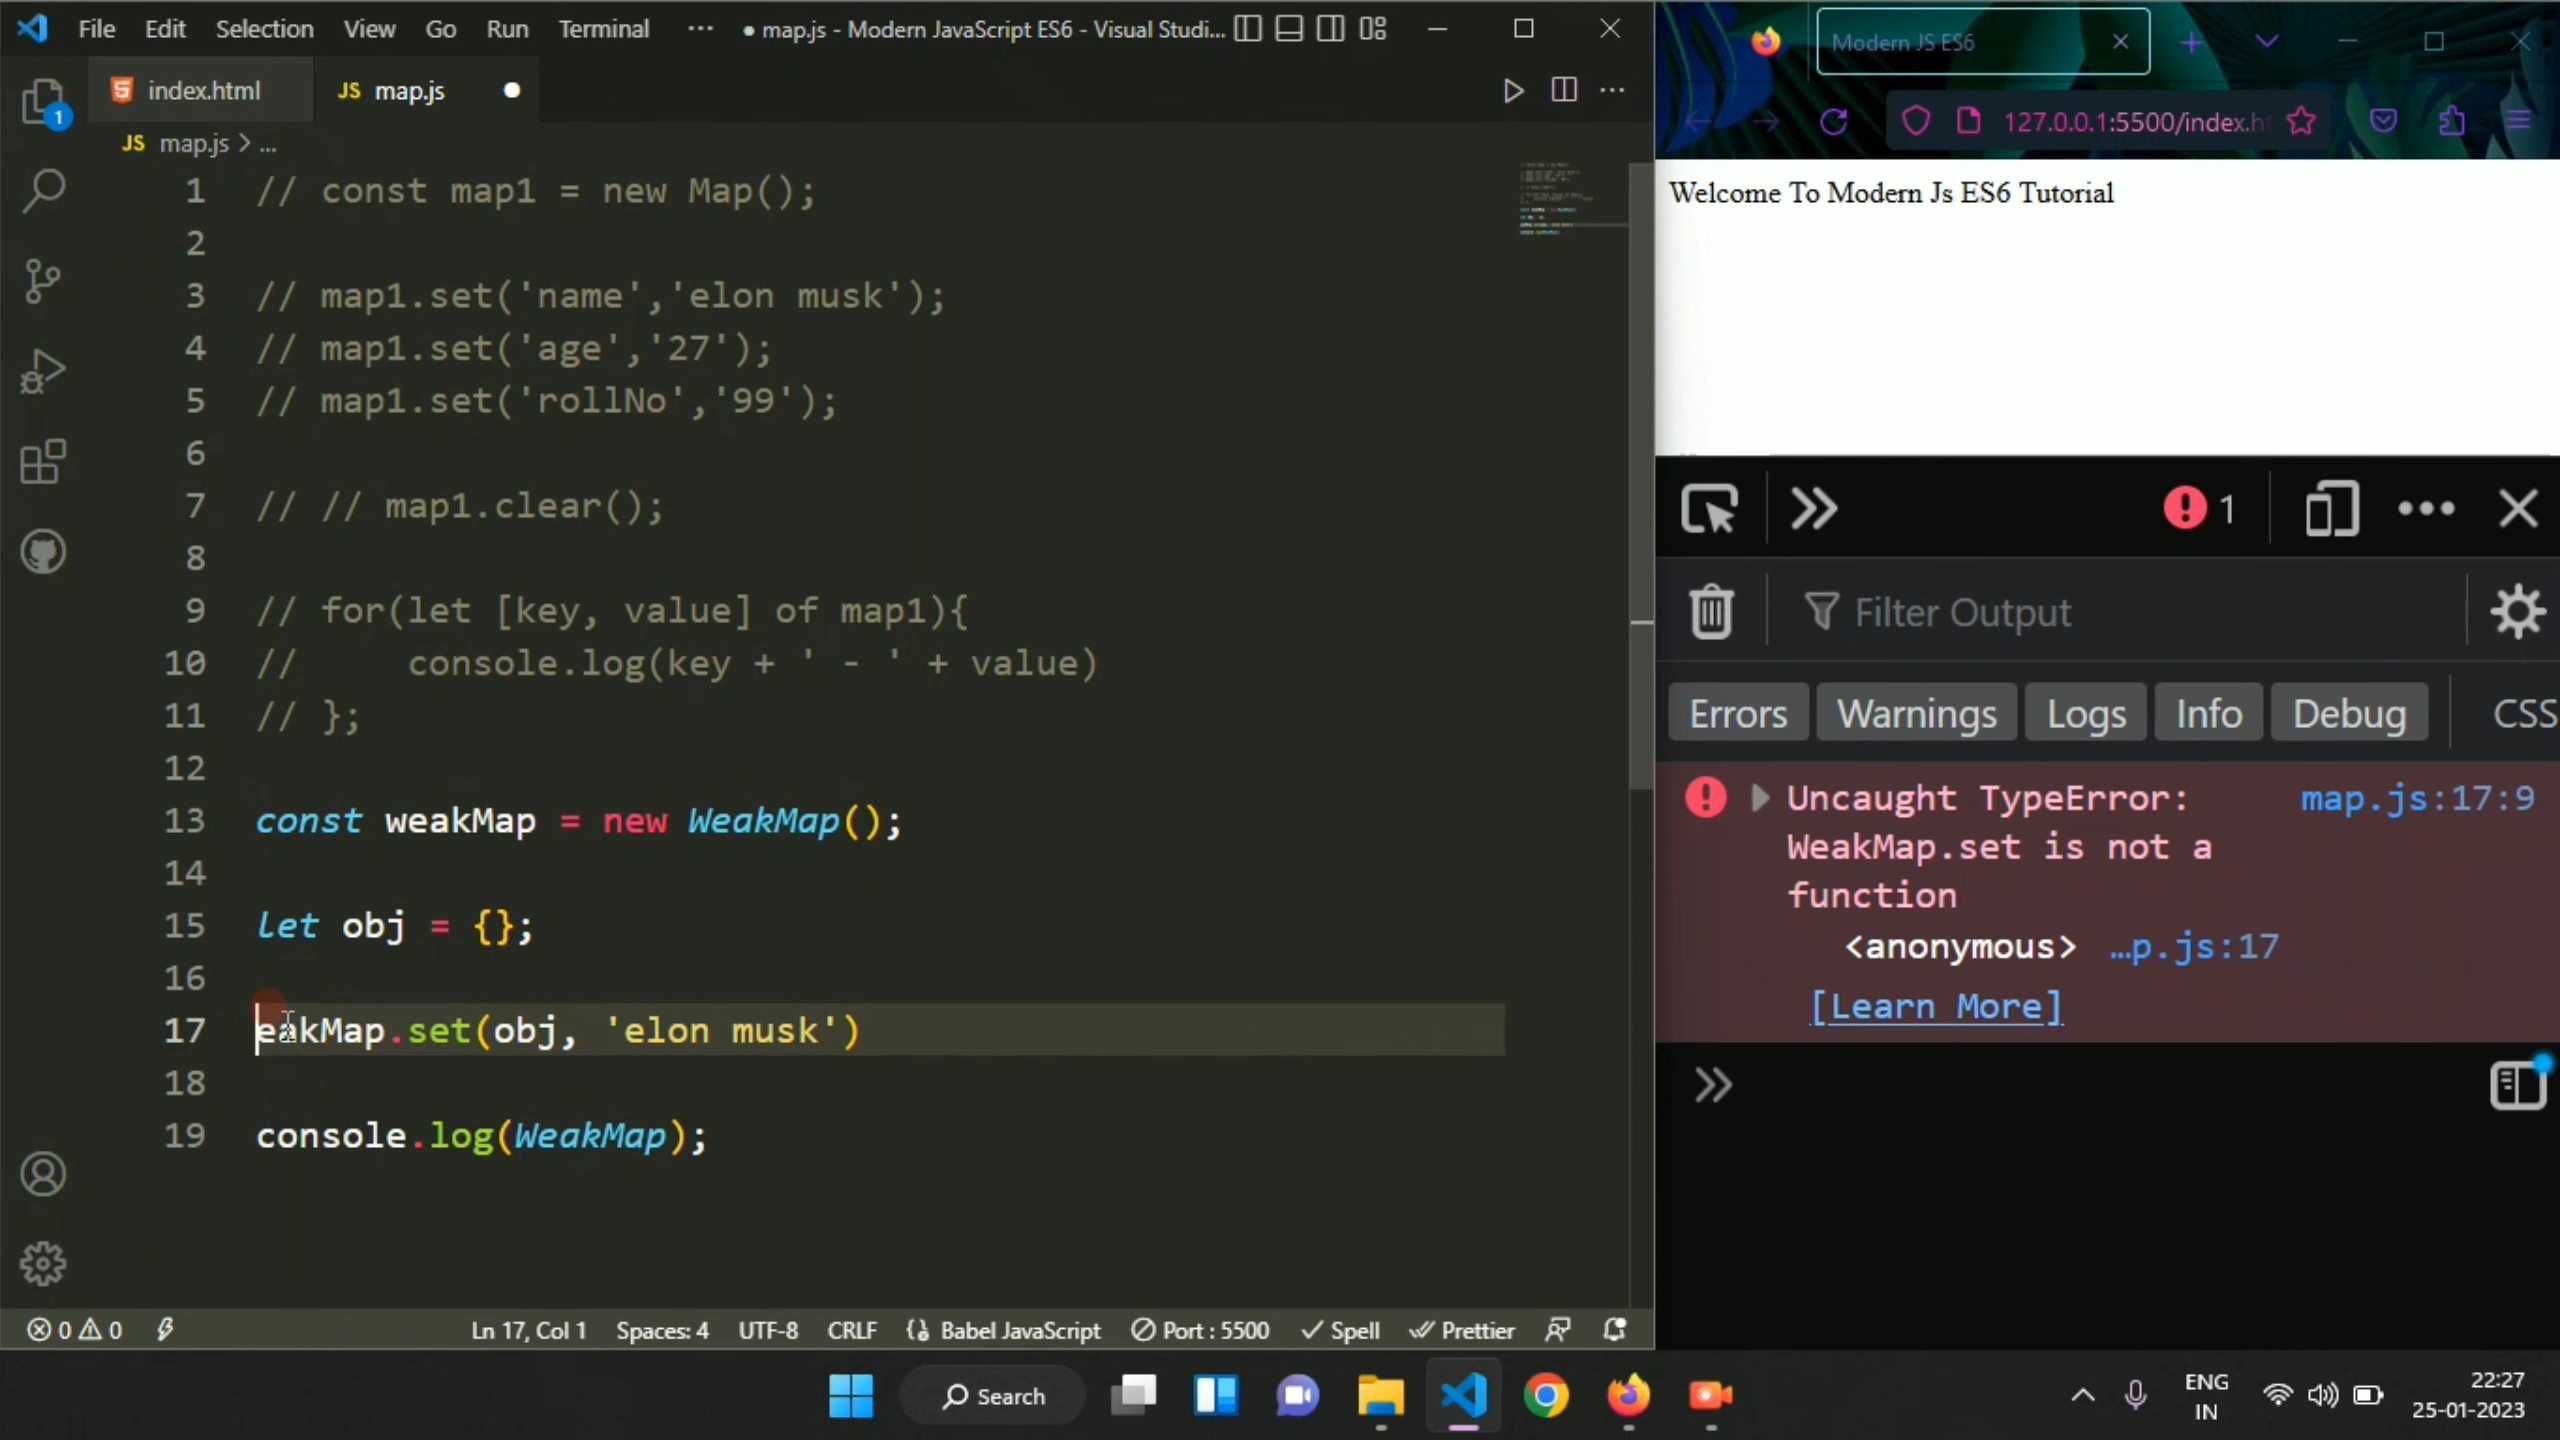 File Edit Selection View Go Run Terminal ··· ● map.js - Modern JavaScript ES6 - Visual Studi...
index.html JS map.js
1
JS map.js > ...
1 // const map1 = new Map();
2
3 // map1.set('name','elon musk');
4 // map1.set('age','27');
5 // map1.set('rollNo','99');
6
7 // // map1.clear();
8
9 // for(let [key, value] of map1){
10 //     console.log(key + ' - ' + value)
11 // };
12
13 const weakMap = new WeakMap();
14
15 let obj = {};
16
17 eakMap.set(obj, 'elon musk')
18
19 console.log(WeakMap);
0 0 Ln 17, Col 1 Spaces: 4 UTF-8 CRLF Babel JavaScript Port : 5500 Spell Prettier
Modern JS ES6
127.0.0.1:5500/index.h
Welcome To Modern Js ES6 Tutorial
1
Filter Output
Errors Warnings Logs Info Debug CSS
Uncaught TypeError: map.js:17:9
WeakMap.set is not a
function
<anonymous> …p.js:17
[Learn More]
Search
ENG
IN
22:27
25-01-2023